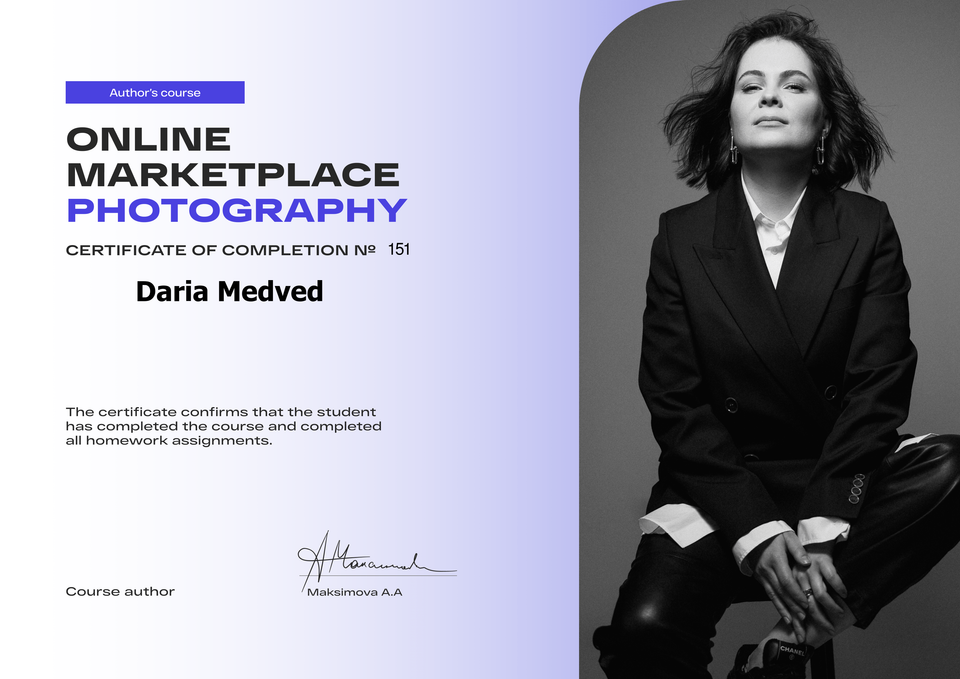 Author's course
ONLINE
MARKETPLACE
PHOTOGRAPHY
CERTIFICATE OF COMPLETION Nº 151
Daria Medved
The certificate confirms that the student
has completed the course and completed
all homework assignments.
Course author
Maksimova A.A
CHANEL